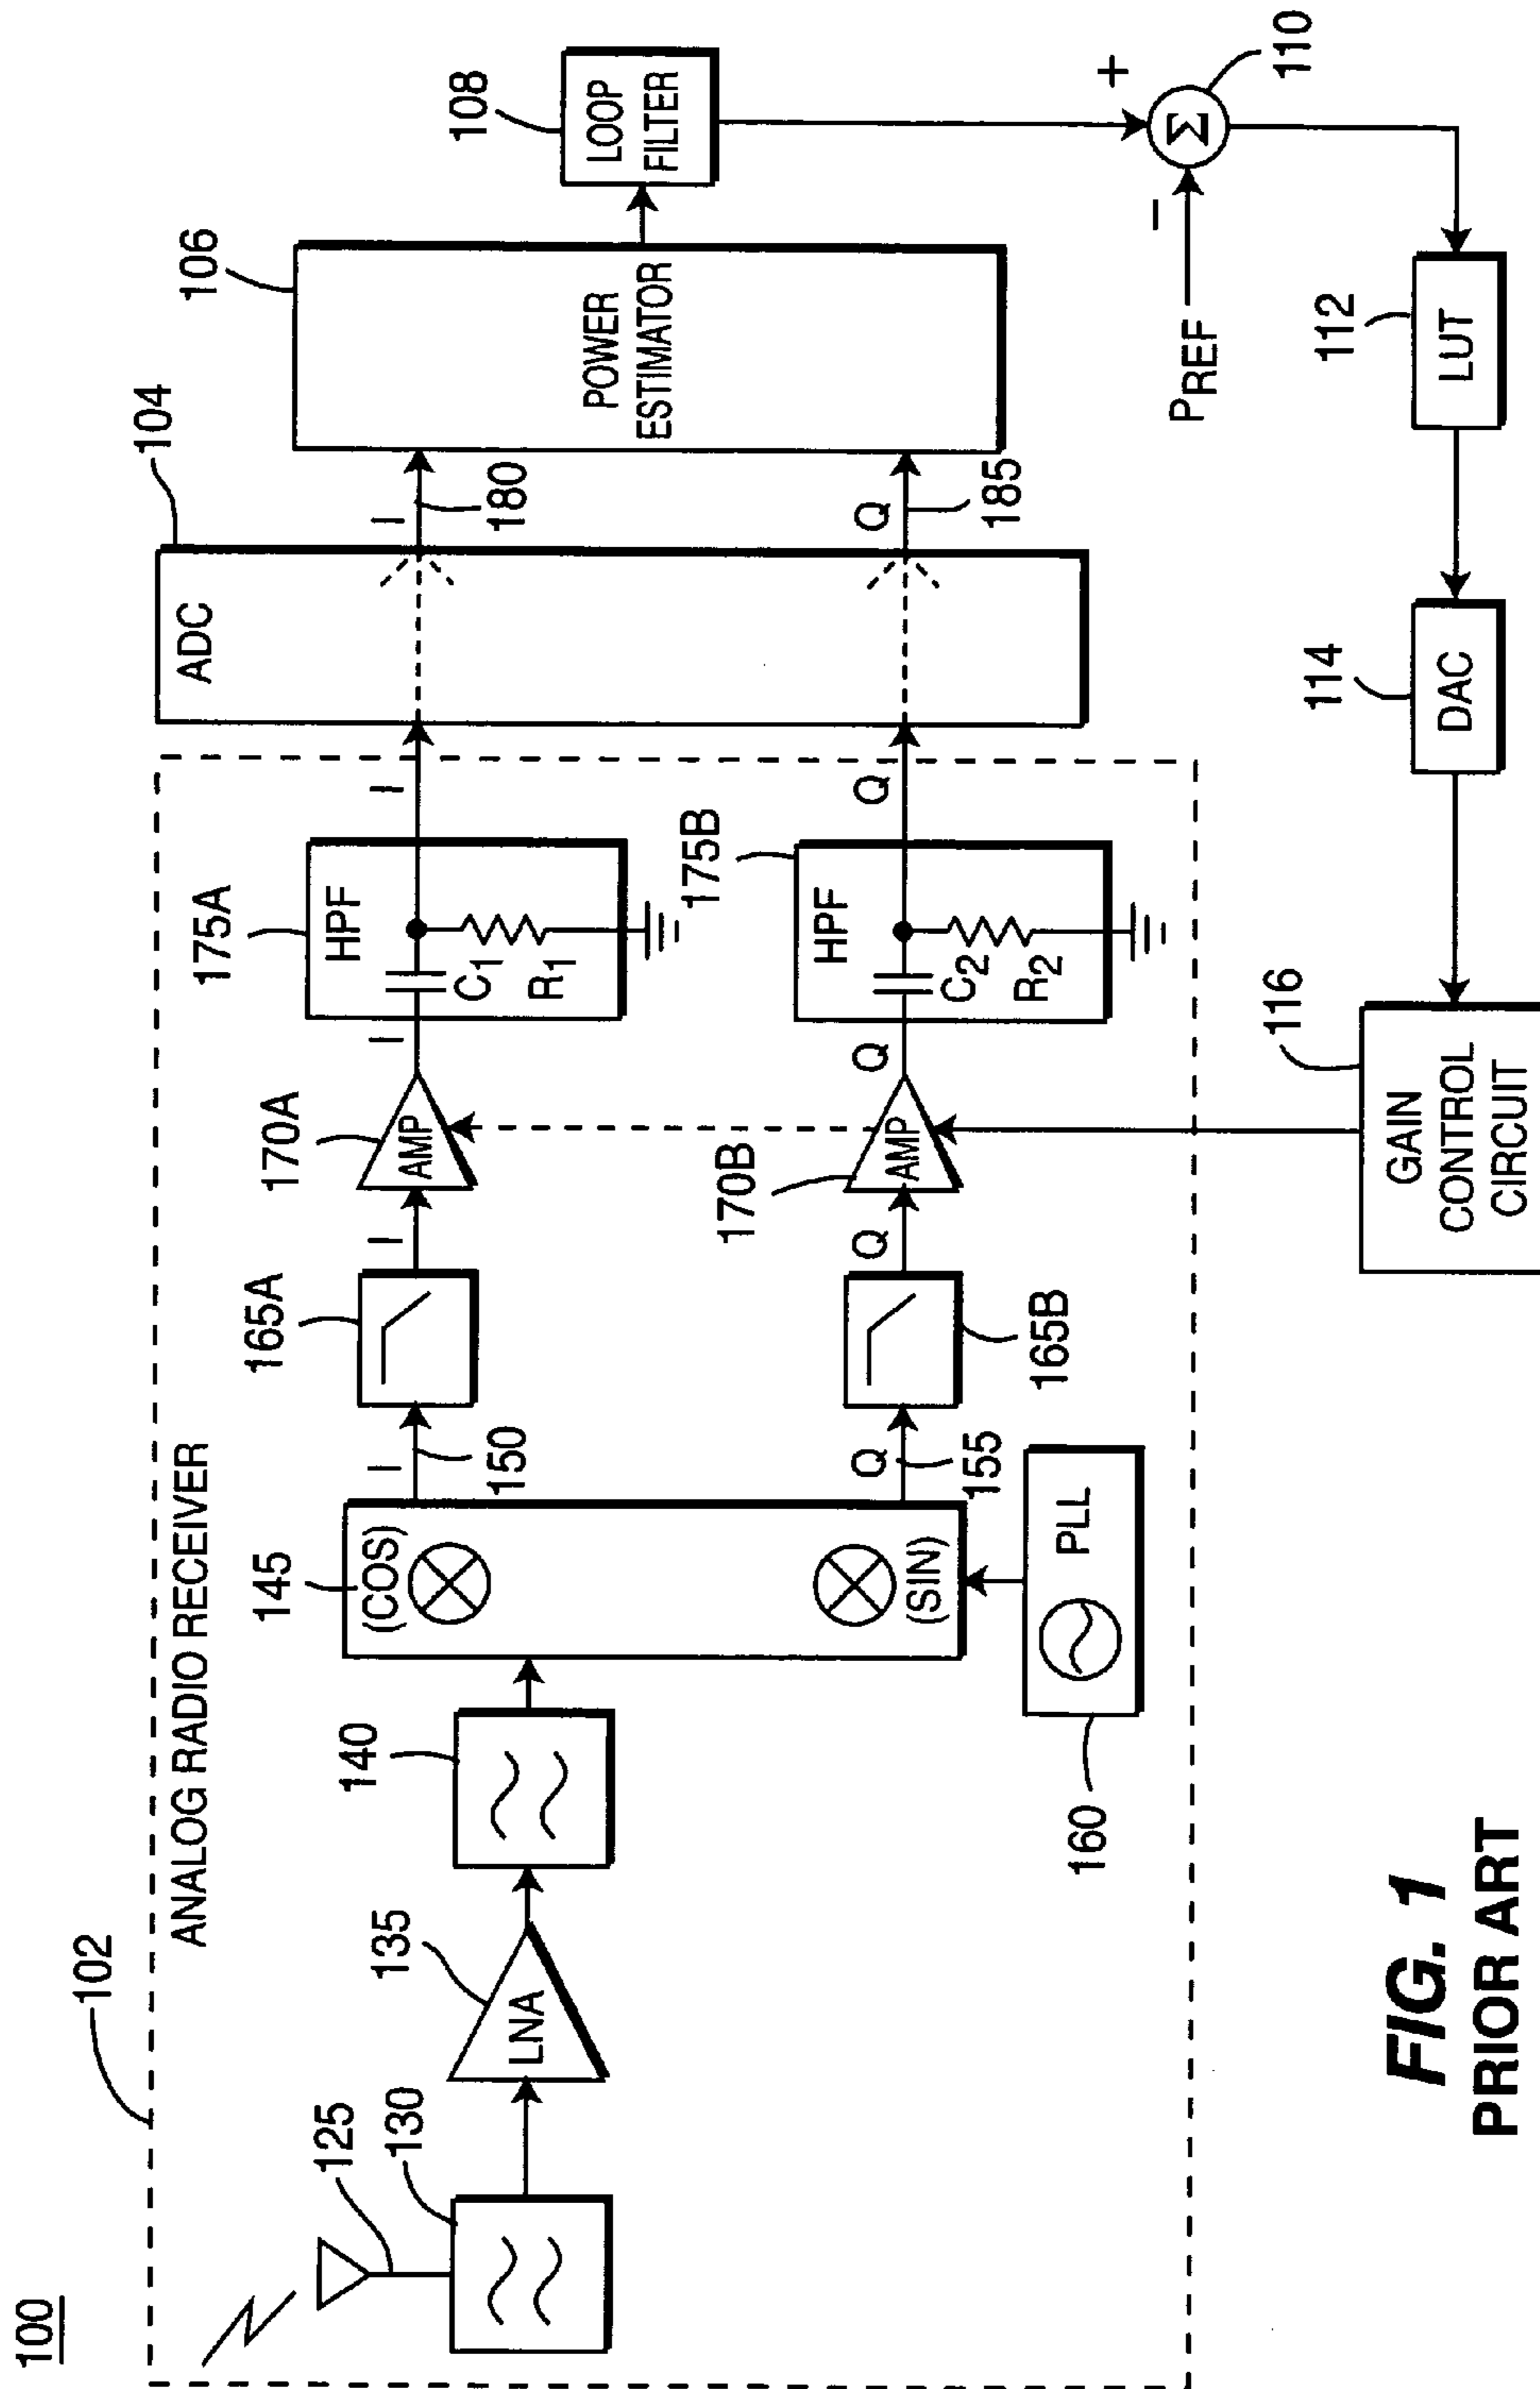 100
102
ANALOG RADIO RECEIVER
125
130
LNA
135
140
145
(COS)
(SIN)
PLL
160
I
150
Q
155
165A
165B
I
Q
AMP
170A
AMP
170B
I
Q
175A
HPF
C1
R1
175B
HPF
C2
R2
I
Q
104
ADC
I
180
Q
185
106
POWER
ESTIMATOR
108
LOOP
FILTER
+
−
Σ
110
PREF
112
LUT
114
DAC
116
GAIN
CONTROL
CIRCUIT
FIG. 1
PRIOR ART